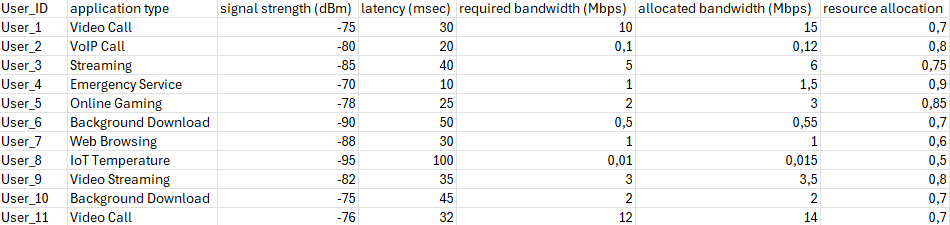 User_ID application type signal strength (dBm) latency (msec) required bandwidth (Mbps) allocated bandwidth (Mbps) resource allocation
User_1 Video Call -75 30 10 15 0,7
User_2 VoIP Call -80 20 0,1 0,12 0,8
User_3 Streaming -85 40 5 6 0,75
User_4 Emergency Service -70 10 1 1,5 0,9
User_5 Online Gaming -78 25 2 3 0,85
User_6 Background Download -90 50 0,5 0,55 0,7
User_7 Web Browsing -88 30 1 1 0,6
User_8 IoT Temperature -95 100 0,01 0,015 0,5
User_9 Video Streaming -82 35 3 3,5 0,8
User_10 Background Download -75 45 2 2 0,7
User_11 Video Call -76 32 12 14 0,7